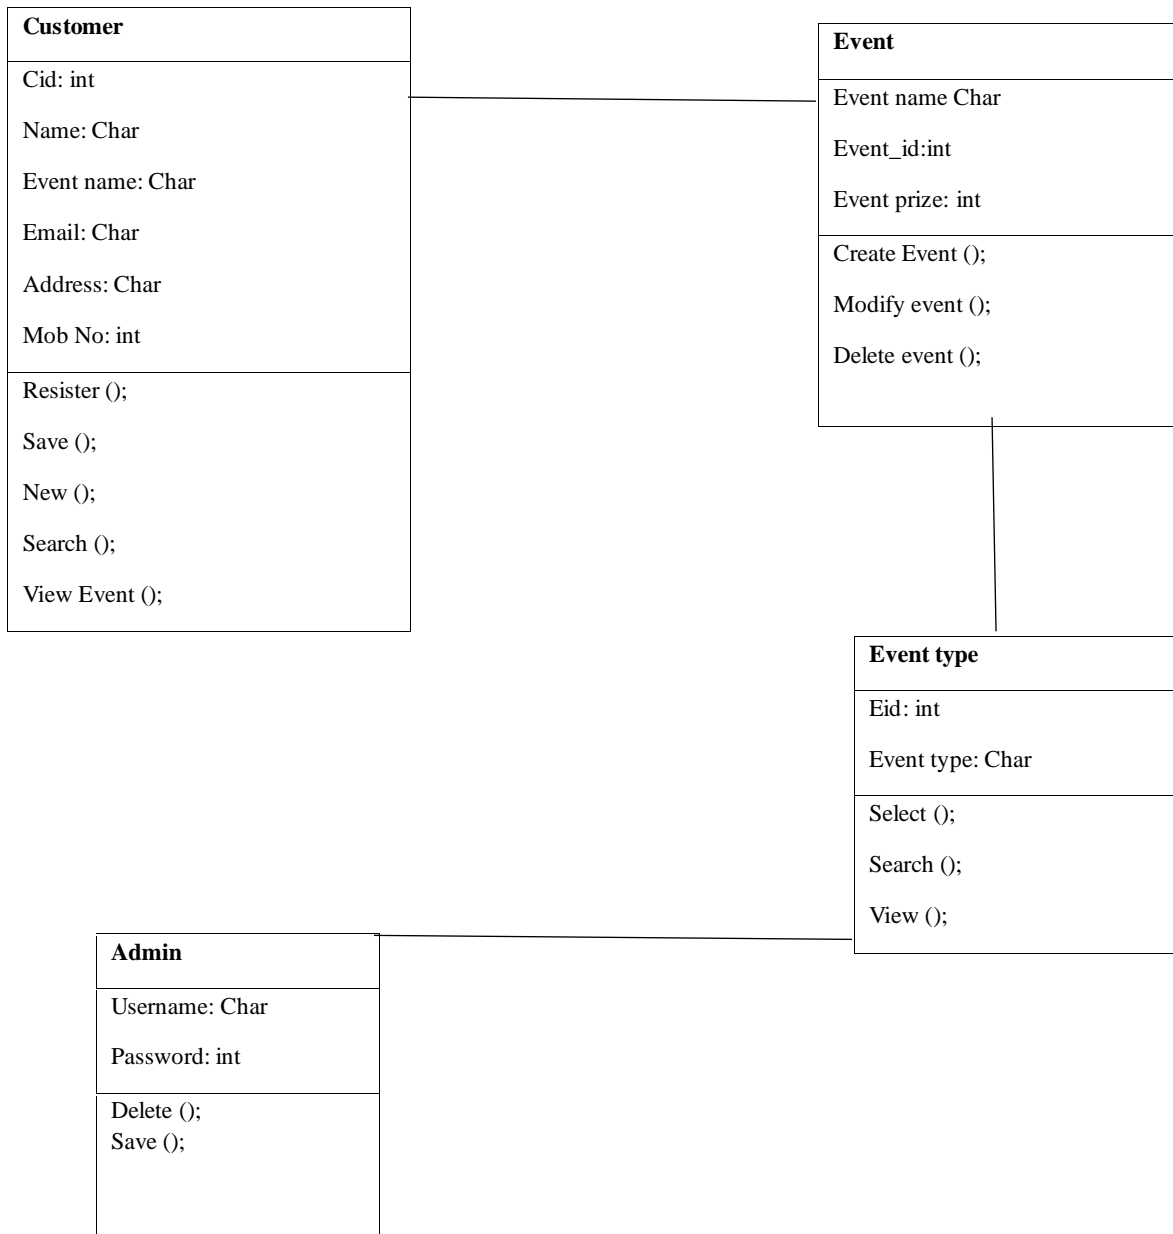 Customer
Cid: int
Name: Char
Event name: Char
Email: Char
Address: Char
Mob No: int
Resister ();
Save ();
New ();
Search ();
View Event ();
Event
Event name Char
Event_id:int
Event prize: int
Create Event ();
Modify event ();
Delete event ();
Event type
Eid: int
Event type: Char
Select ();
Search ();
View ();
Admin
Username: Char
Password: int
Delete ();
Save ();